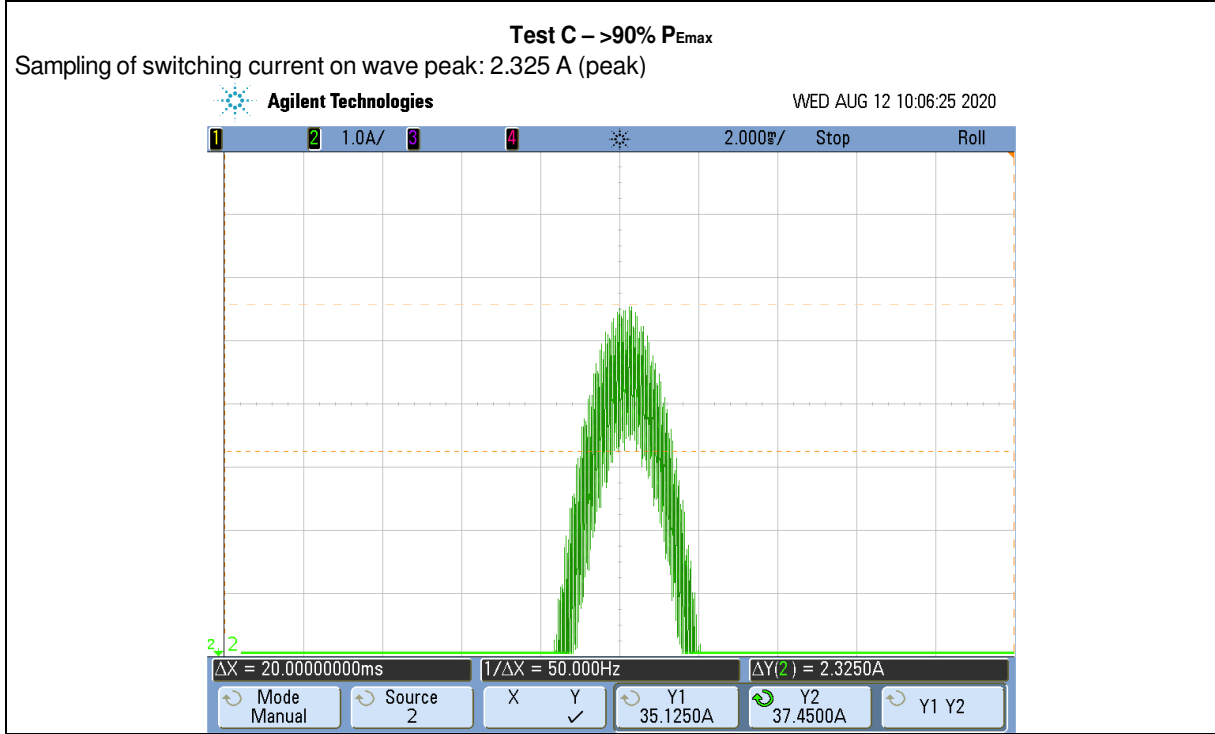 Test C – >90% PEmax
Sampling of switching current on wave peak: 2.325 A (peak)
Agilent Technologies WED AUG 12 10:06:25 2020
1 2 1.0A/ 3 4 2.000s/ Stop Roll
2 2
ΔX = 20.00000000ms 1/ΔX = 50.000Hz ΔY(2) = 2.3250A
Mode Source X Y Y1 Y2 Y1 Y2
Manual 2 ✓ 35.1250A 37.4500A